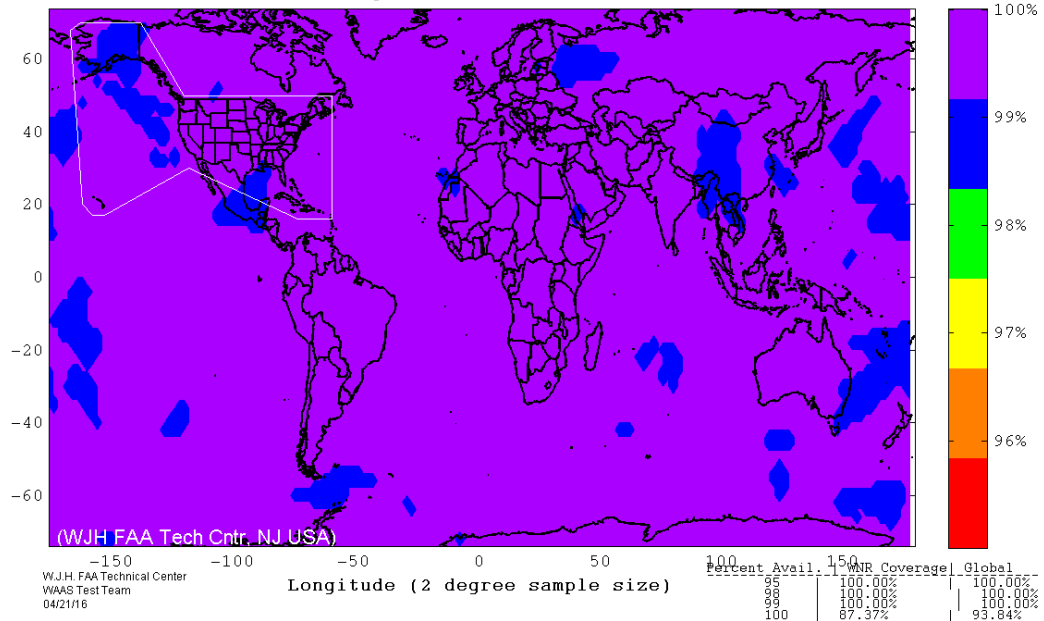 100%
99%
98%
97%
96%
60
40
20
0
−20
−40
−60
(WJH FAA Tech Cntr, NJ USA)
−150 −100 −50 0 50 100 150
W.J.H. FAA Technical Center
WAAS Test Team
04/21/16
Longitude (2 degree sample size)
Percent Avail. | WNR Coverage| Global
95 | 100.00% | 100.00%
98 | 100.00% | 100.00%
99 | 100.00% | 100.00%
100 | 87.37% | 93.84%